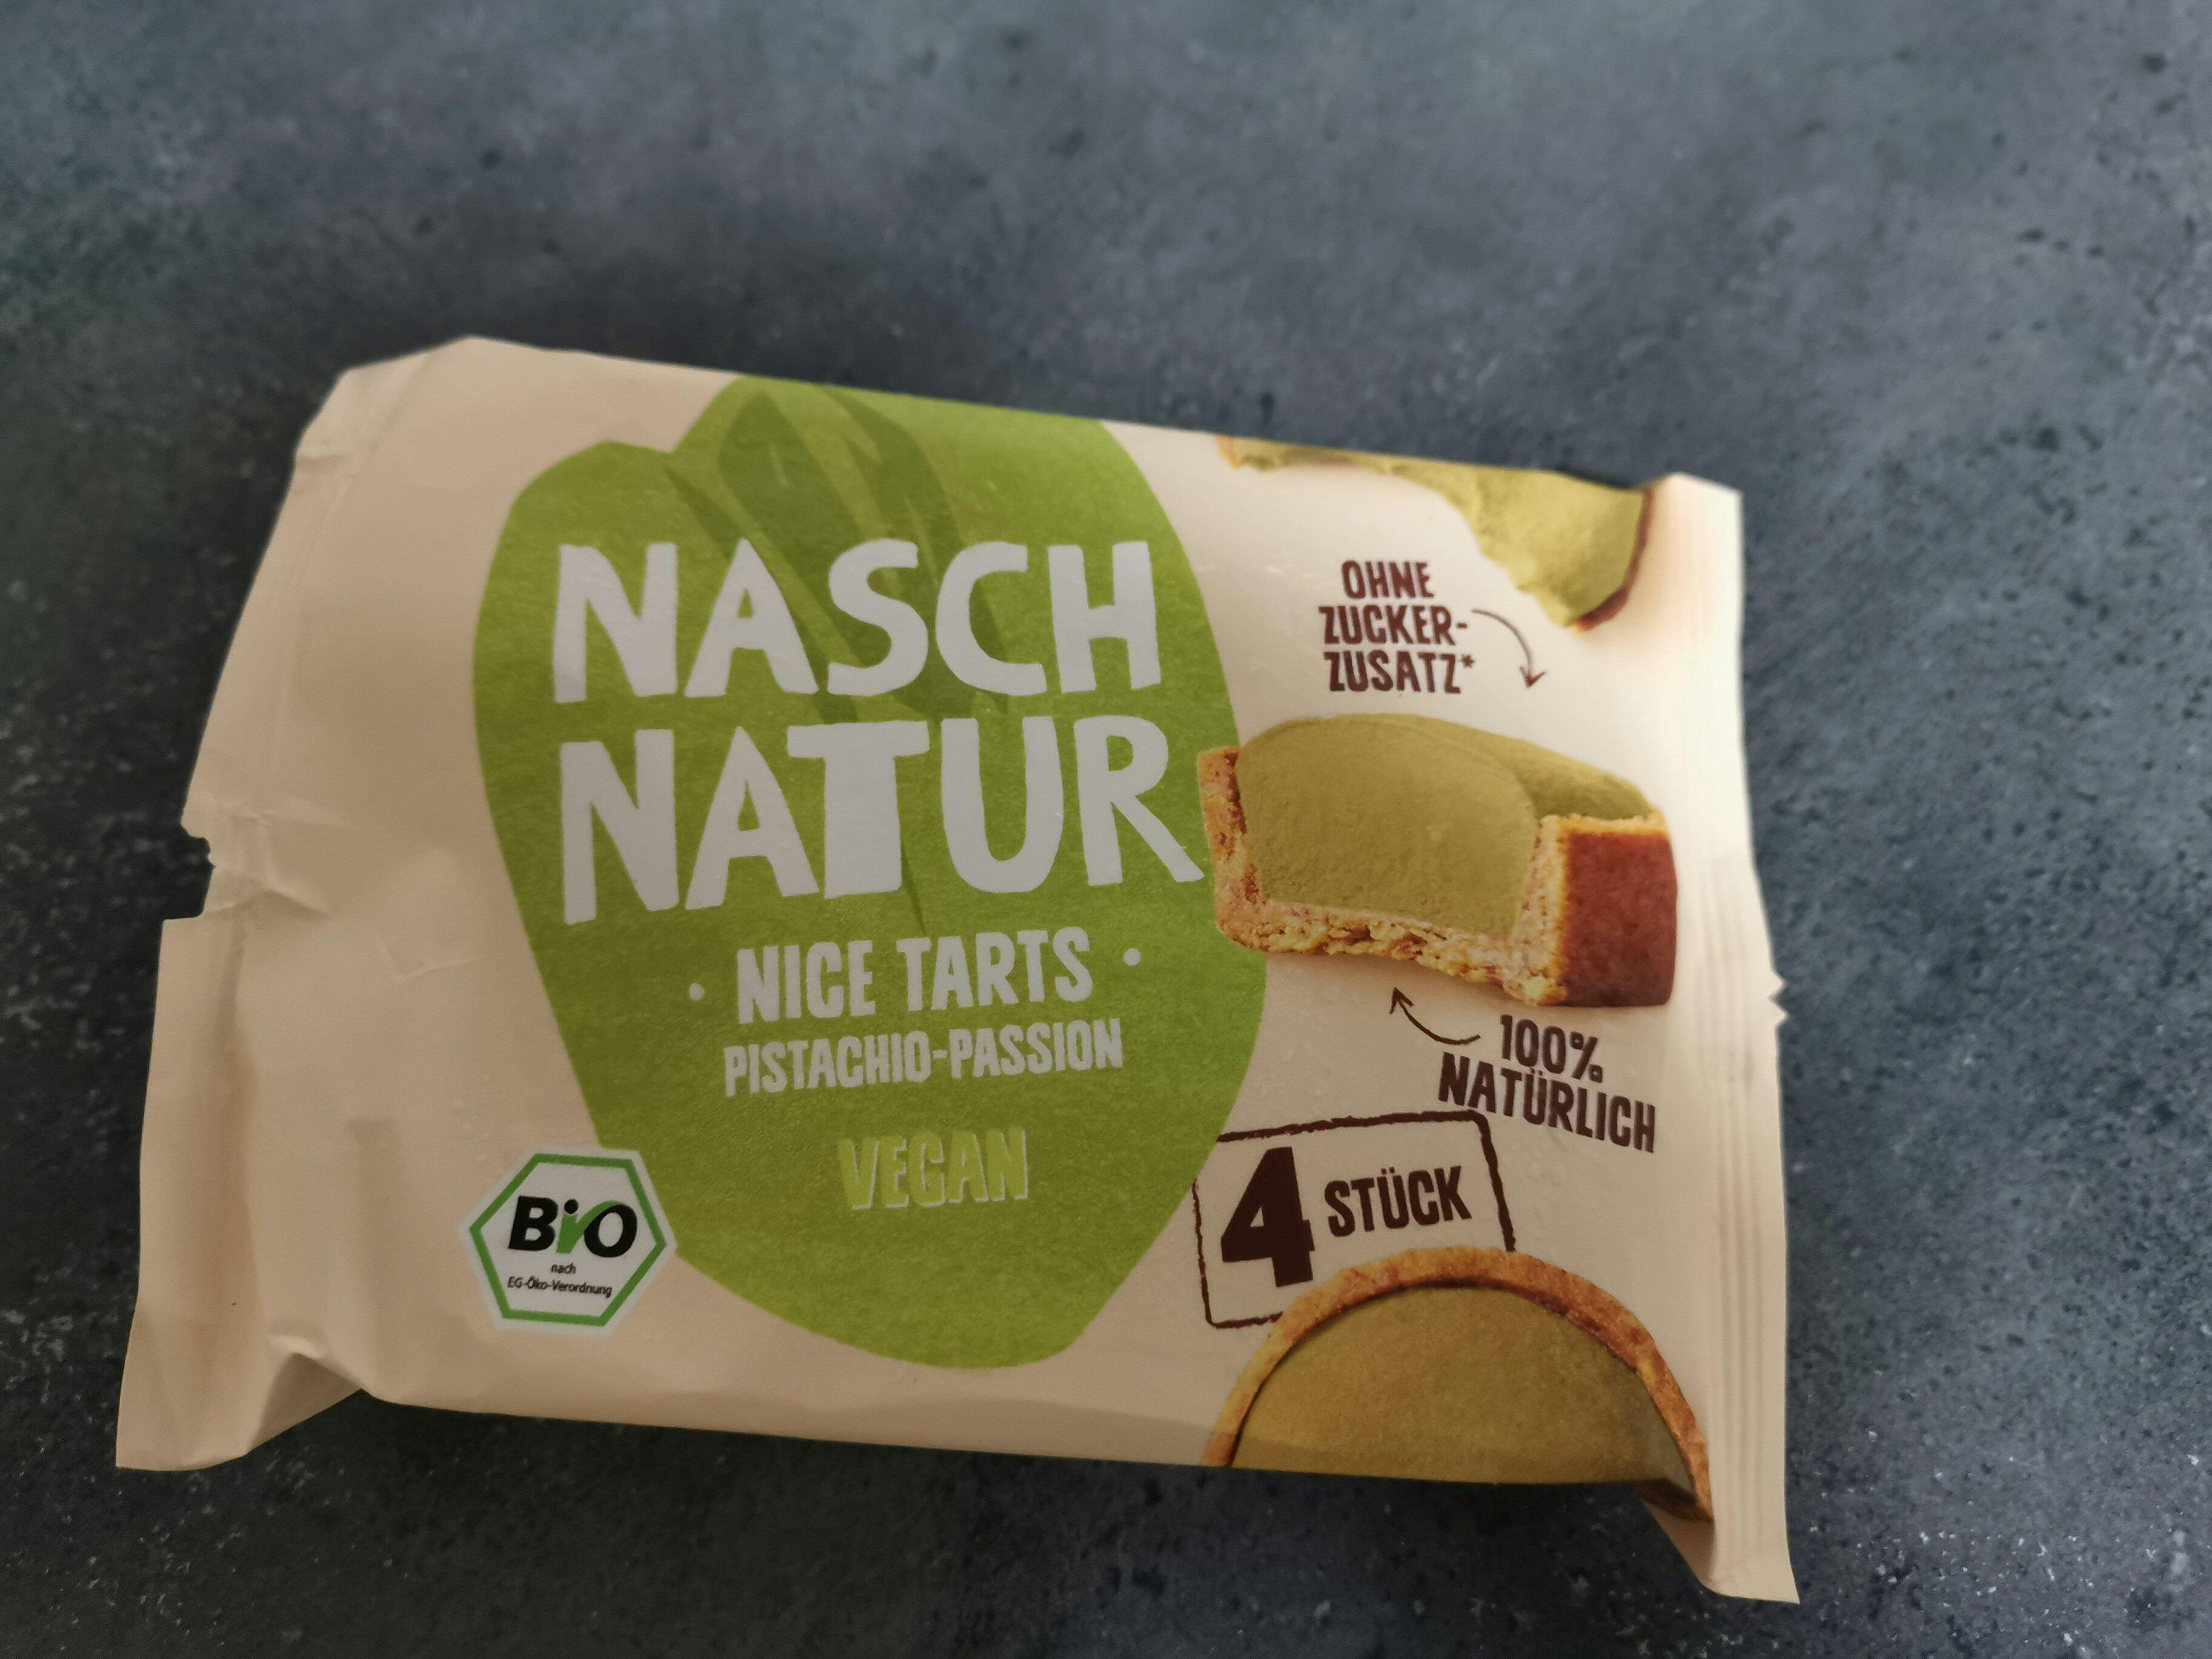 NASCH
NATUR
· NICE TARTS ·
PISTACHIO-PASSION
VEGAN
Bio
nach
EG-Öko-Verordnung
OHNE
ZUCKER-
ZUSATZ*
100%
NATÜRLICH
4 STÜCK